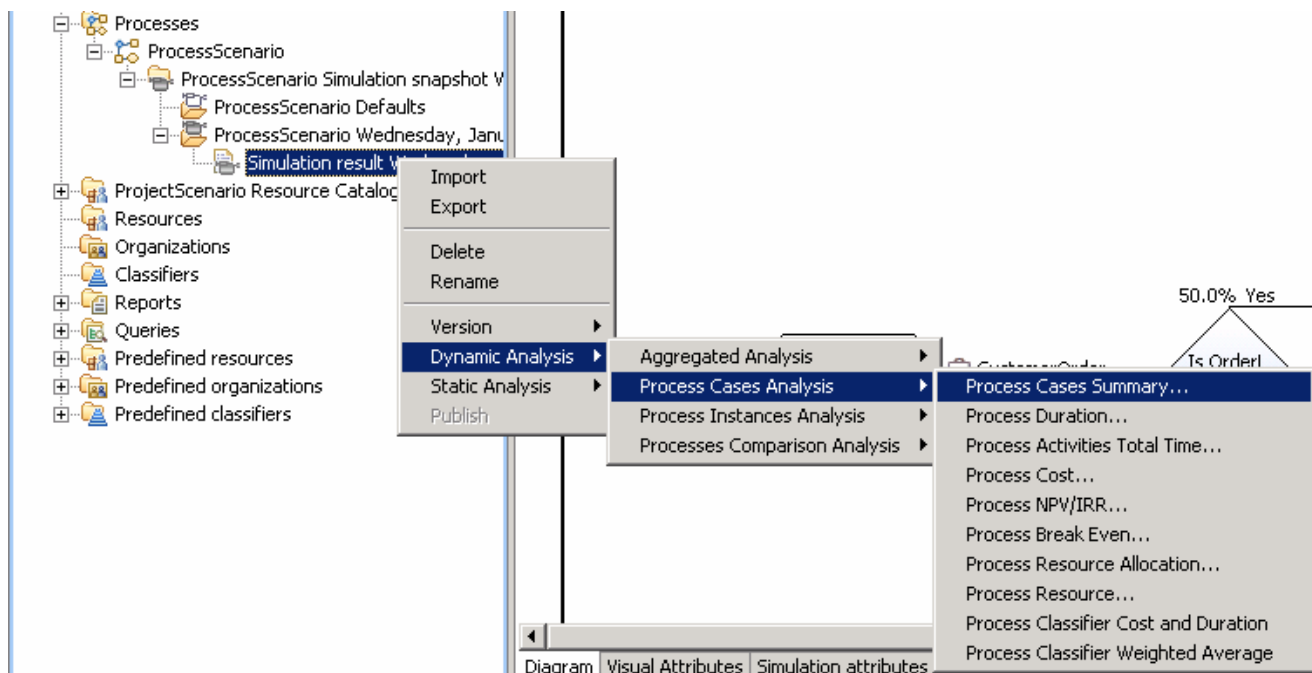 Processes
ProcessScenario
ProcessScenario Simulation snapshot W
ProcessScenario Defaults
ProcessScenario Wednesday, Janu
Simulation result
ProjectScenario Resource Catalog
Resources
Organizations
Classifiers
Reports
Queries
Predefined resources
Predefined organizations
Predefined classifiers
Import
Export
Delete
Rename
Version
Dynamic Analysis
Static Analysis
Publish
Aggregated Analysis
Process Cases Analysis
Process Instances Analysis
Processes Comparison Analysis
50.0% Yes
CustomerOrder
Is Order!
Process Cases Summary...
Process Duration...
Process Activities Total Time...
Process Cost...
Process NPV/IRR...
Process Break Even...
Process Resource Allocation...
Process Resource...
Process Classifier Cost and Duration
Process Classifier Weighted Average
Diagram Visual Attributes Simulation attributes